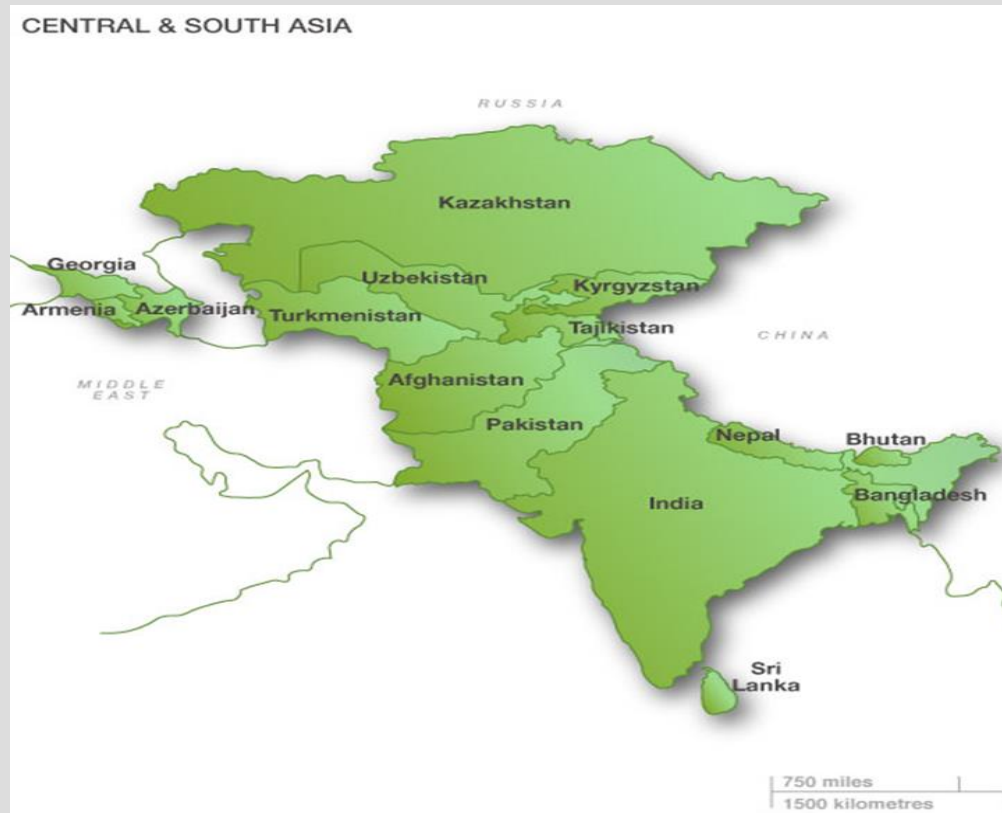 CENTRAL & SOUTH ASIA
RUSSIA
Kazakhstan
Georgia
Uzbekistan
Kyrgyzstan
Armenia
Azerbaijan
Turkmenistan
Tajikistan
CHINA
MIDDLE
EAST
Afghanistan
Pakistan
Nepal
Bhutan
India
Bangladesh
Sri
Lanka
750 miles
1500 kilometres